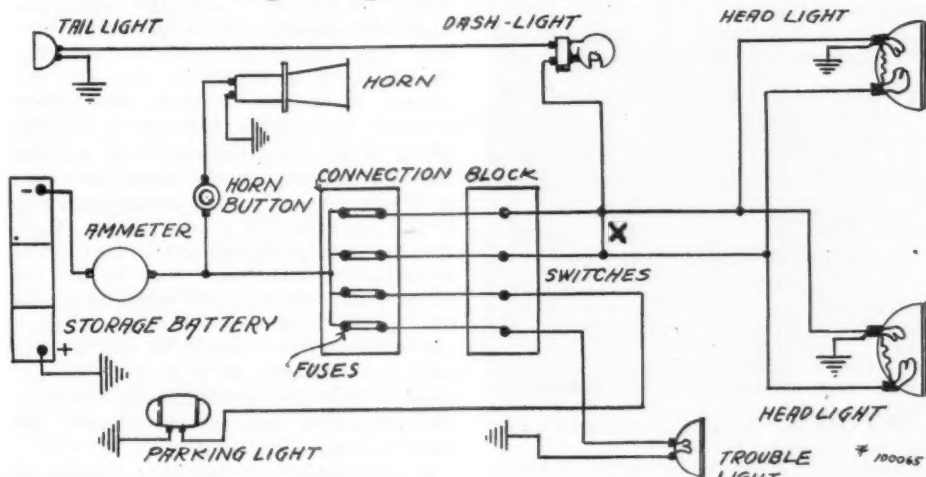 TAIL LIGHT
DASH-LIGHT
HEAD LIGHT
HORN
HORN
BUTTON
CONNECTION BLOCK
-
AMMETER
X
SWITCHES
STORAGE BATTERY
+
FUSES
PARKING LIGHT
HEAD LIGHT
TROUBLE
LIGHT
# 100065